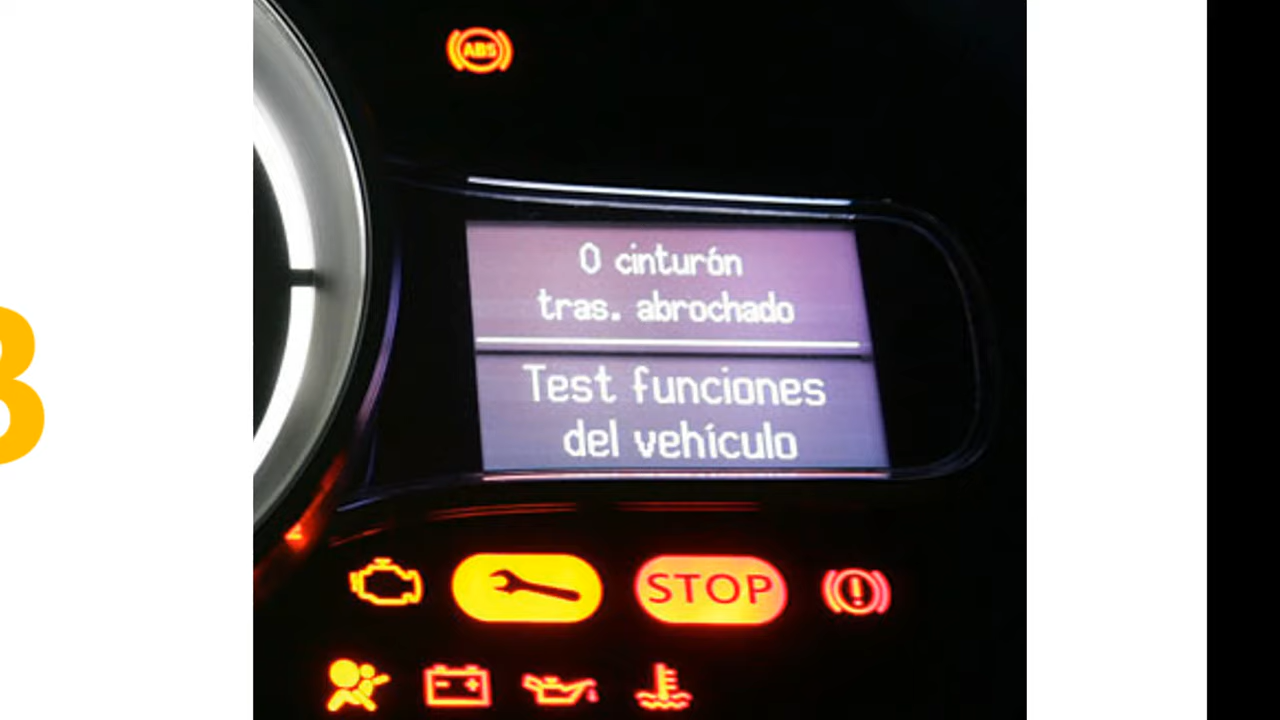 ABS
0 cinturón
tras. abrochado
Test funciones
del vehículo
STOP